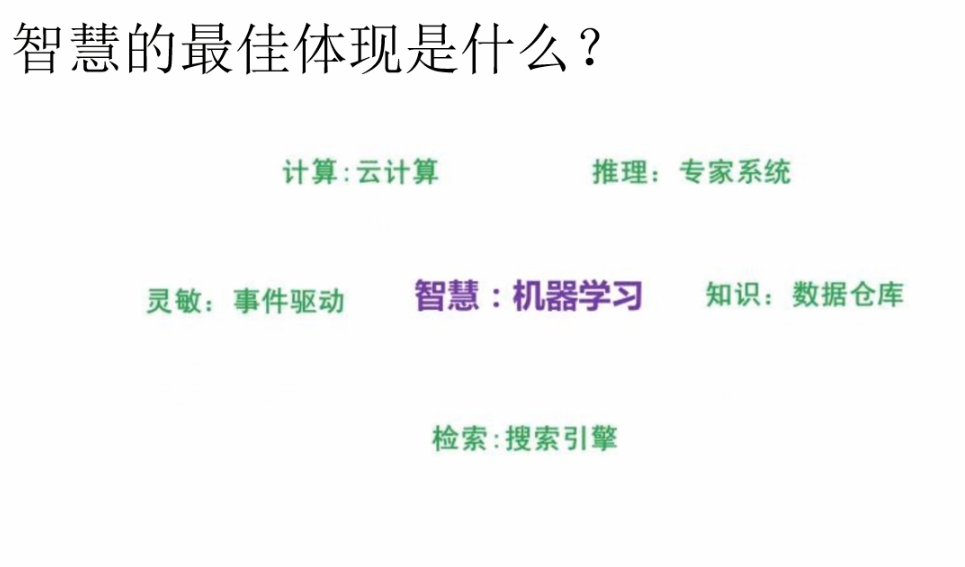 智慧的最佳体现是什么？
计算:云计算
推理：专家系统
灵敏：事件驱动
智慧：机器学习
知识：数据仓库
检索:搜索引擎